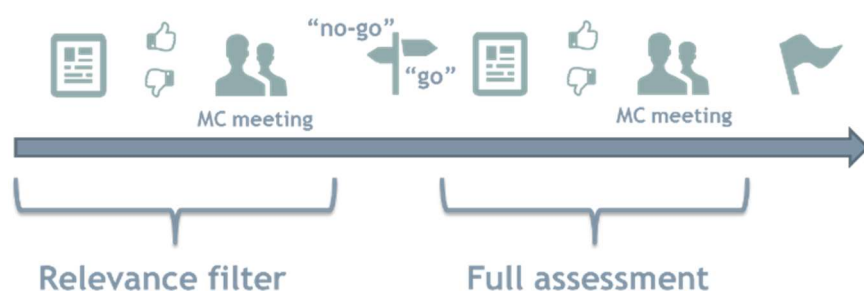 “no-go”
“go”
MC meeting
MC meeting
Relevance filter
Full assessment